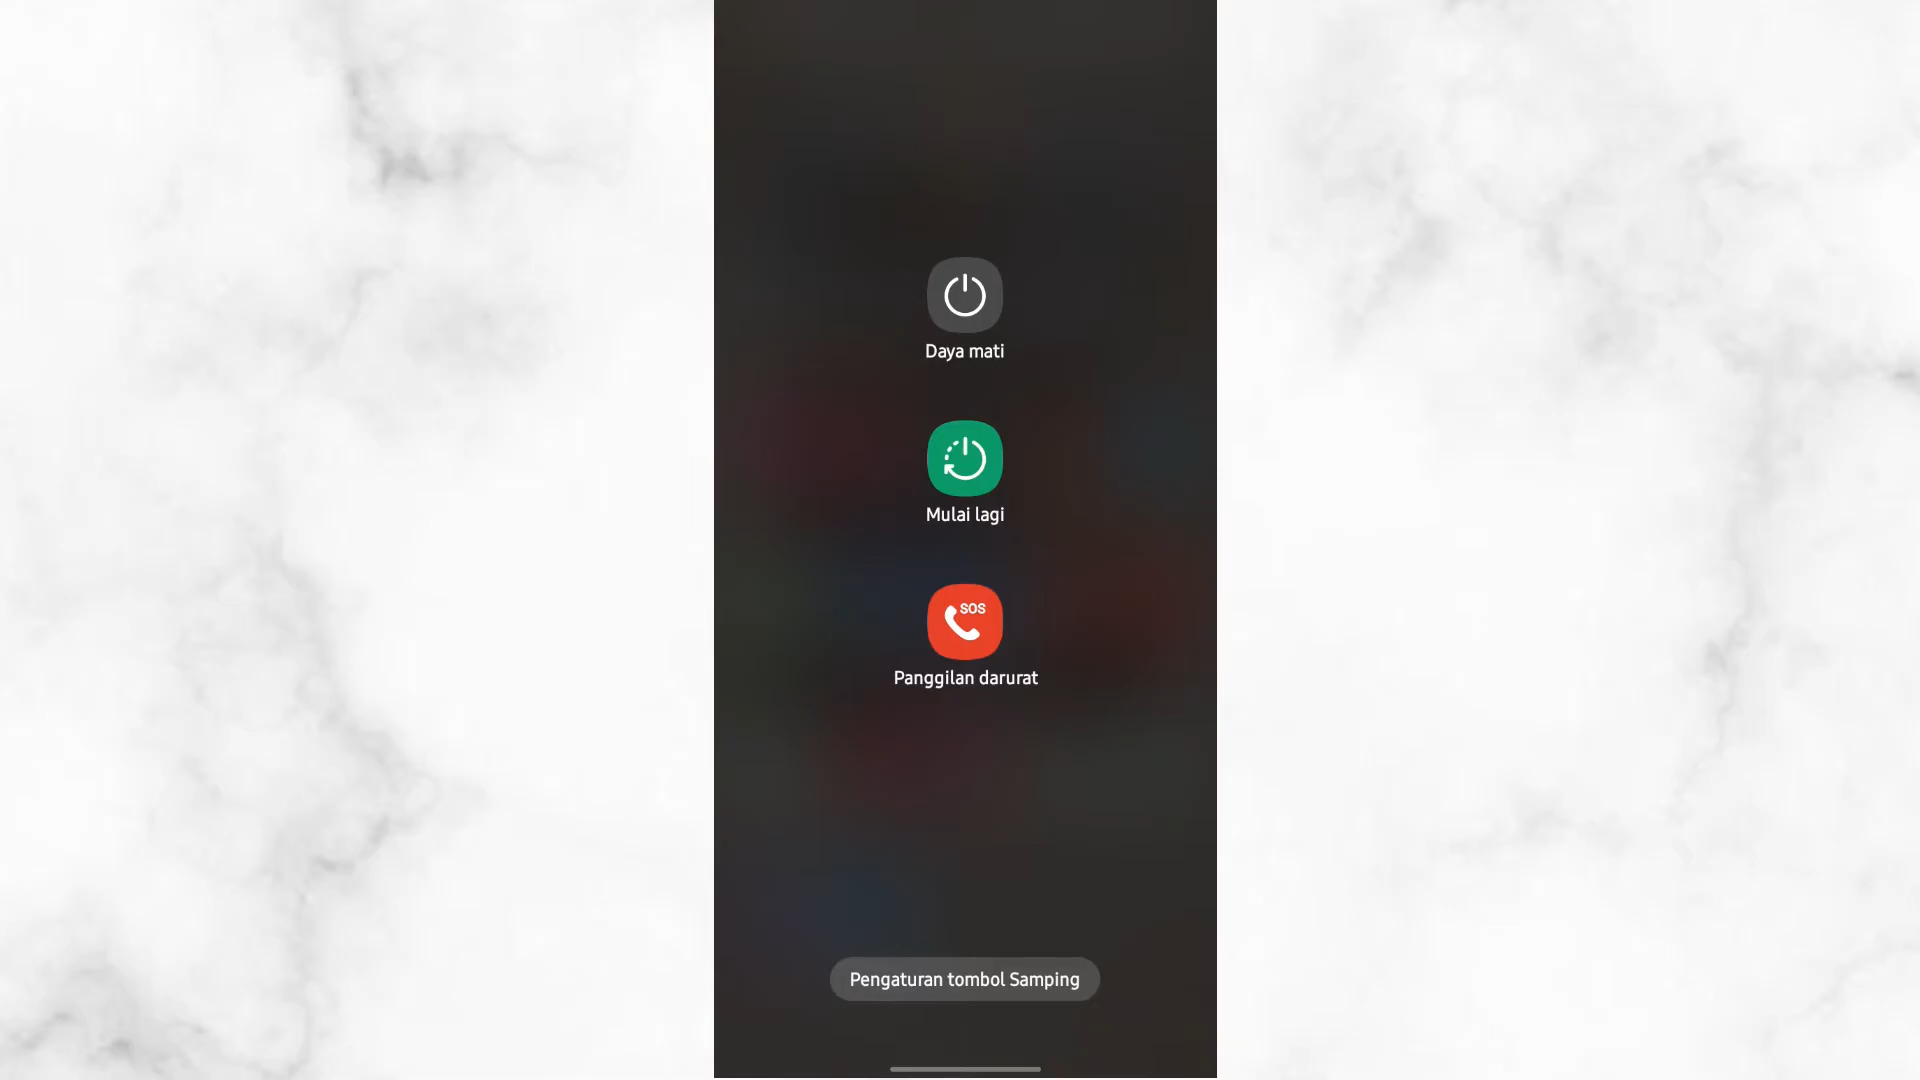 Daya mati
Mulai lagi
SOS
Panggilan darurat
Pengaturan tombol Samping